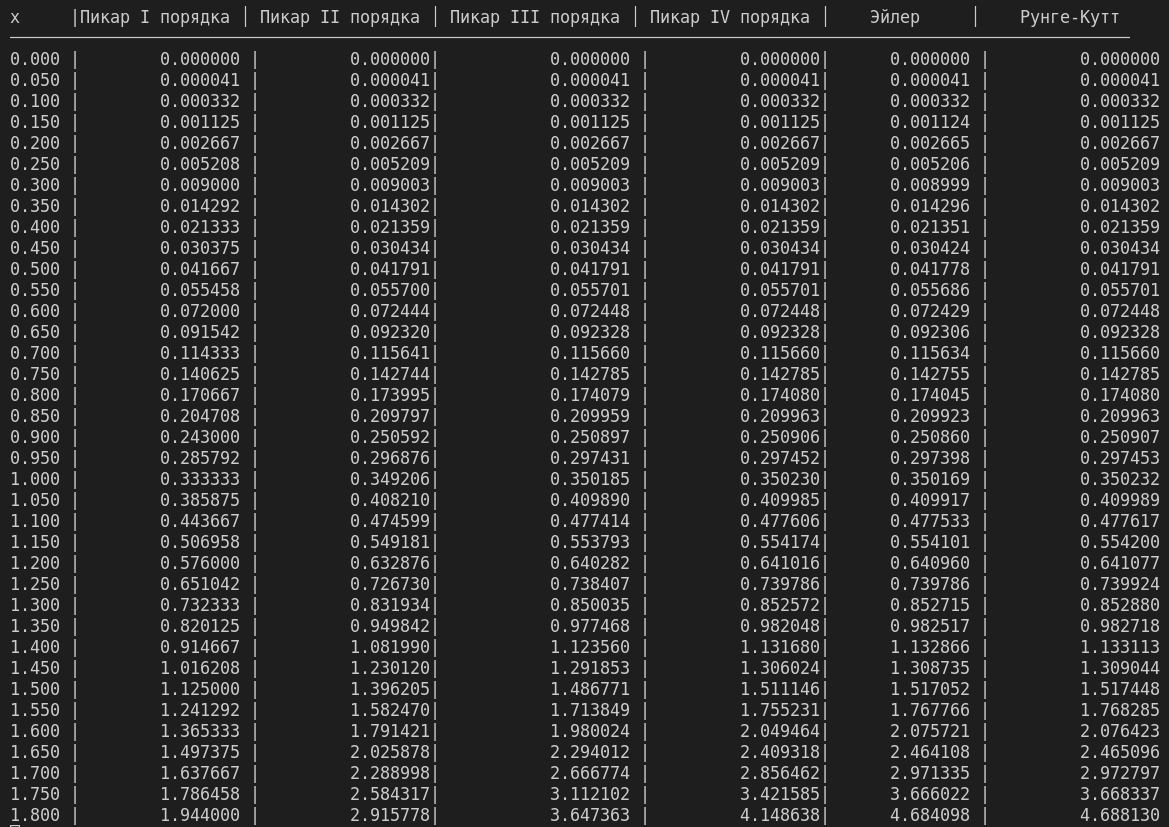 x |Пикар I порядка | Пикар II порядка | Пикар III порядка | Пикар IV порядка | Эйлер | Рунге-Кутт
0.000 | 0.000000 | 0.000000| 0.000000 | 0.000000| 0.000000 | 0.000000
0.050 | 0.000041 | 0.000041| 0.000041 | 0.000041| 0.000041 | 0.000041
0.100 | 0.000332 | 0.000332| 0.000332 | 0.000332| 0.000332 | 0.000332
0.150 | 0.001125 | 0.001125| 0.001125 | 0.001125| 0.001124 | 0.001125
0.200 | 0.002667 | 0.002667| 0.002667 | 0.002667| 0.002665 | 0.002667
0.250 | 0.005208 | 0.005209| 0.005209 | 0.005209| 0.005206 | 0.005209
0.300 | 0.009000 | 0.009003| 0.009003 | 0.009003| 0.008999 | 0.009003
0.350 | 0.014292 | 0.014302| 0.014302 | 0.014302| 0.014296 | 0.014302
0.400 | 0.021333 | 0.021359| 0.021359 | 0.021359| 0.021351 | 0.021359
0.450 | 0.030375 | 0.030434| 0.030434 | 0.030434| 0.030424 | 0.030434
0.500 | 0.041667 | 0.041791| 0.041791 | 0.041791| 0.041778 | 0.041791
0.550 | 0.055458 | 0.055700| 0.055701 | 0.055701| 0.055686 | 0.055701
0.600 | 0.072000 | 0.072444| 0.072448 | 0.072448| 0.072429 | 0.072448
0.650 | 0.091542 | 0.092320| 0.092328 | 0.092328| 0.092306 | 0.092328
0.700 | 0.114333 | 0.115641| 0.115660 | 0.115660| 0.115634 | 0.115660
0.750 | 0.140625 | 0.142744| 0.142785 | 0.142785| 0.142755 | 0.142785
0.800 | 0.170667 | 0.173995| 0.174079 | 0.174080| 0.174045 | 0.174080
0.850 | 0.204708 | 0.209797| 0.209959 | 0.209963| 0.209923 | 0.209963
0.900 | 0.243000 | 0.250592| 0.250897 | 0.250906| 0.250860 | 0.250907
0.950 | 0.285792 | 0.296876| 0.297431 | 0.297452| 0.297398 | 0.297453
1.000 | 0.333333 | 0.349206| 0.350185 | 0.350230| 0.350169 | 0.350232
1.050 | 0.385875 | 0.408210| 0.409890 | 0.409985| 0.409917 | 0.409989
1.100 | 0.443667 | 0.474599| 0.477414 | 0.477606| 0.477533 | 0.477617
1.150 | 0.506958 | 0.549181| 0.553793 | 0.554174| 0.554101 | 0.554200
1.200 | 0.576000 | 0.632876| 0.640282 | 0.641016| 0.640960 | 0.641077
1.250 | 0.651042 | 0.726730| 0.738407 | 0.739786| 0.739786 | 0.739924
1.300 | 0.732333 | 0.831934| 0.850035 | 0.852572| 0.852715 | 0.852880
1.350 | 0.820125 | 0.949842| 0.977468 | 0.982048| 0.982517 | 0.982718
1.400 | 0.914667 | 1.081990| 1.123560 | 1.131680| 1.132866 | 1.133113
1.450 | 1.016208 | 1.230120| 1.291853 | 1.306024| 1.308735 | 1.309044
1.500 | 1.125000 | 1.396205| 1.486771 | 1.511146| 1.517052 | 1.517448
1.550 | 1.241292 | 1.582470| 1.713849 | 1.755231| 1.767766 | 1.768285
1.600 | 1.365333 | 1.791421| 1.980024 | 2.049464| 2.075721 | 2.076423
1.650 | 1.497375 | 2.025878| 2.294012 | 2.409318| 2.464108 | 2.465096
1.700 | 1.637667 | 2.288998| 2.666774 | 2.856462| 2.971335 | 2.972797
1.750 | 1.786458 | 2.584317| 3.112102 | 3.421585| 3.666022 | 3.668337
1.800 | 1.944000 | 2.915778| 3.647363 | 4.148638| 4.684098 | 4.688130